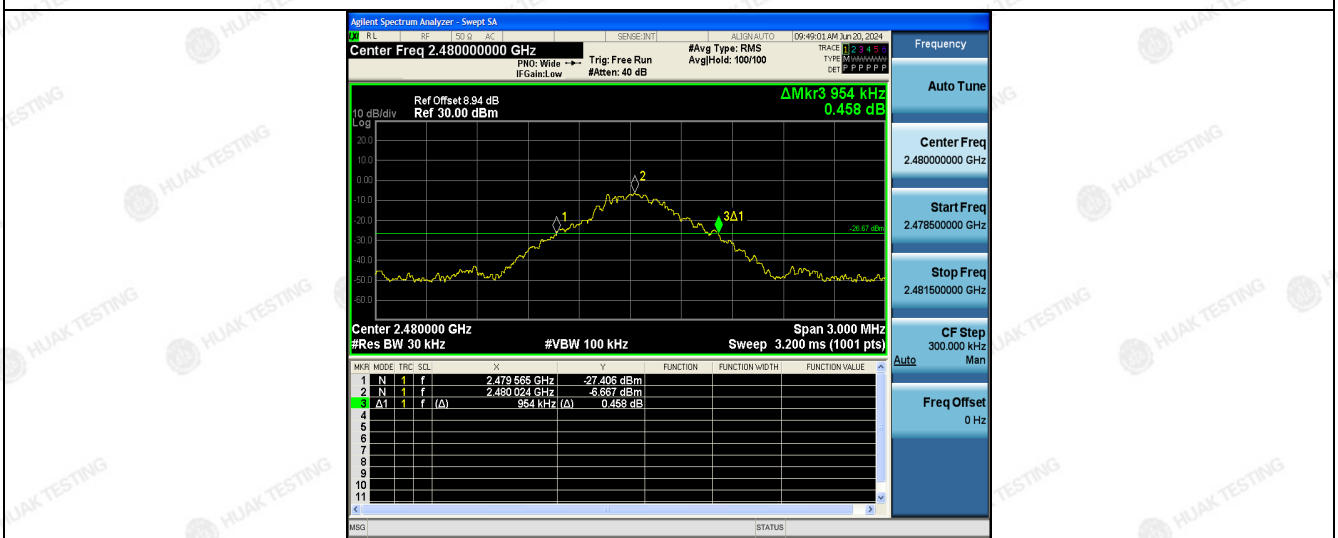 Agilent Spectrum Analyzer - Swept SA
RL RF 50 Ω AC SENSE:INT ALIGN AUTO 09:49:01 AM Jun 20, 2024
Center Freq 2.480000000 GHz
PNO: Wide
IFGain:Low
Trig: Free Run
#Atten: 40 dB
#Avg Type: RMS
Avg|Hold: 100/100
TRACE 1 2 3 4 5 6
TYPE M
DET P P P P P P
Frequency
Auto Tune
Center Freq
2.480000000 GHz
Start Freq
2.478500000 GHz
Stop Freq
2.481500000 GHz
CF Step
300.000 kHz
Auto Man
Freq Offset
0 Hz
ΔMkr3 954 kHz
0.458 dB
Ref Offset 8.94 dB
10 dB/div Ref 30.00 dBm
Log
20.0
10.0
0.00
-10.0
-20.0
-30.0
-40.0
-50.0
-60.0
1
2
3Δ1
-26.67 dBm
Center 2.480000 GHz Span 3.000 MHz
#Res BW 30 kHz #VBW 100 kHz Sweep 3.200 ms (1001 pts)
MKR MODE TRC SCL X Y FUNCTION FUNCTION WIDTH FUNCTION VALUE
1 N 1 f 2.479 565 GHz -27.406 dBm
2 N 1 f 2.480 024 GHz -6.667 dBm
3 Δ1 1 f (Δ) 954 kHz (Δ) 0.458 dB
4
5
6
7
8
9
10
11
MSG STATUS
HUAK TESTING
HUAK TESTING
HUAK TESTING
HUAK TESTING
HUAK TESTING
HUAK TESTING